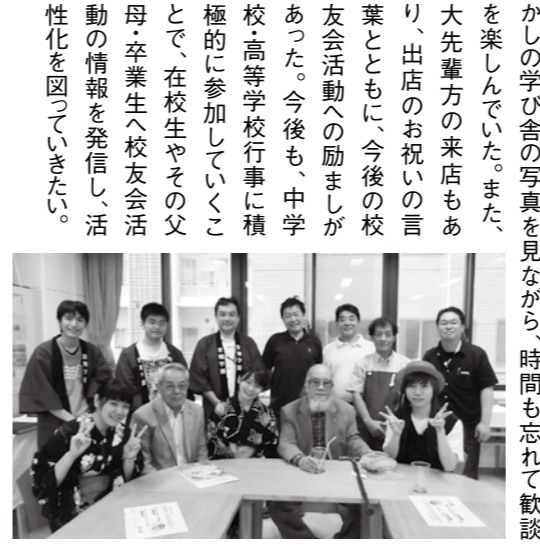 かしの学び舎の写真を見ながら、時間も忘れて歓談
を楽しんでいた。また、
大先輩方の来店もあ
り、出店のお祝いの言
葉とともに、今後の校
友会活動への励ましが
あった。今後も、中学
校・高等学校行事に積
極的に参加していくこ
とで、在校生やその父
母・卒業生へ校友会活
動の情報を発信し、活
性化を図っていきたい。